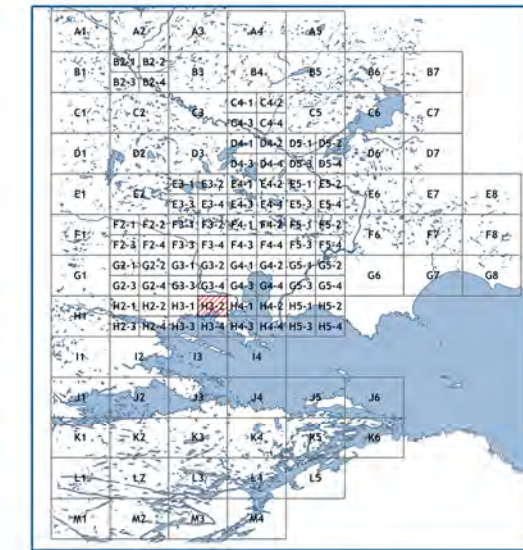 A1 A2 A3 A4 A5
B2-1 B2-2
B1 B3 B4 B5 B6 B7
B2-3 B2-4
C4-1 C4-2
C1 C2 C3 C5 C6 C7
C4-3 C4-4
D4-1 D4-2 D5-1 D5-2
D1 D2 D3 D6 D7
D4-3 D4-4 D5-3 D5-4
E3-1 E3-2 E4-1 E4-2 E5-1 E5-2
E1 E2 E6 E7 E8
E3-3 E3-4 E4-3 E4-4 E5-3 E5-4
F2-1 F2-2 F3-1 F3-2 F4-1 F4-2 F5-1 F5-2
F1 F6 F7 F8
F2-3 F2-4 F3-3 F3-4 F4-3 F4-4 F5-3 F5-4
G2-1 G2-2 G3-1 G3-2 G4-1 G4-2 G5-1 G5-2
G1 G6 G7 G8
G2-3 G2-4 G3-3 G3-4 G4-3 G4-4 G5-3 G5-4
H2-1 H2-2 H3-1 H3-2 H4-1 H4-2 H5-1 H5-2
H1
H2-3 H2-4 H3-3 H3-4 H4-3 H4-4 H5-3 H5-4
I1 I2 I3 I4
J1 J2 J3 J4 J5 J6
K1 K2 K3 K4 K5 K6
L1 L2 L3 L4 L5
M1 M2 M3 M4